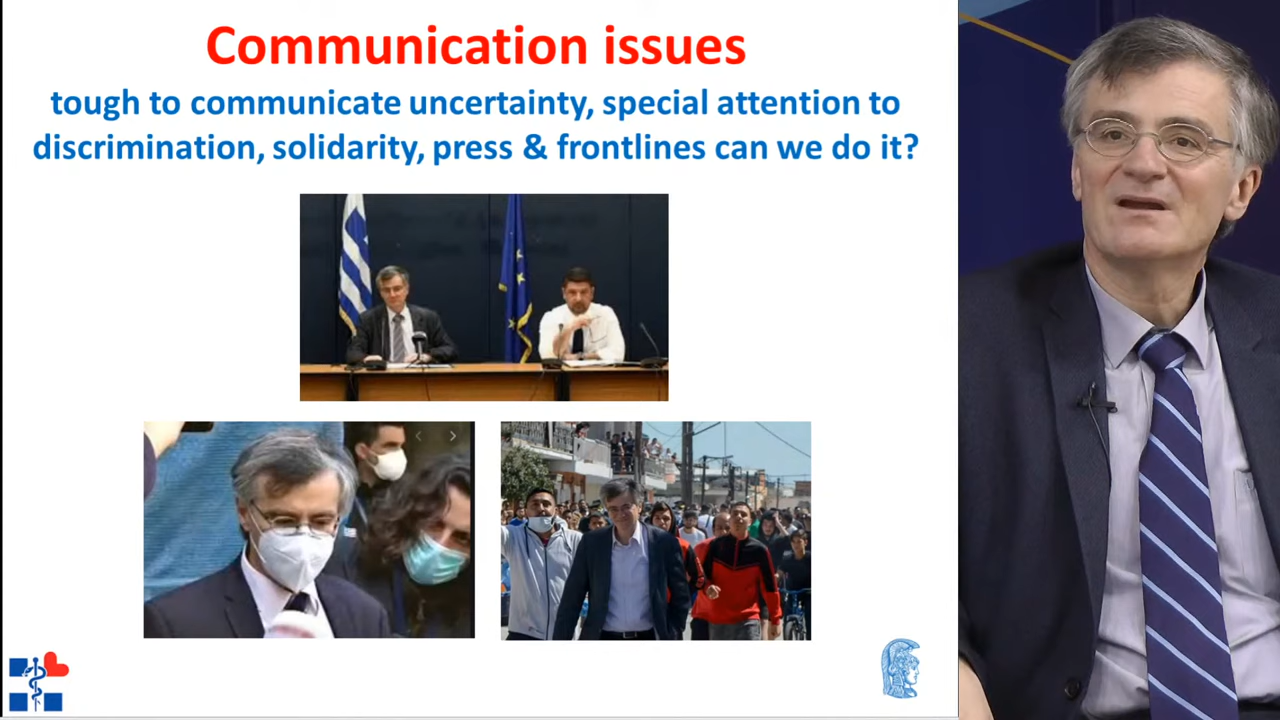 Communication issues
tough to communicate uncertainty, special attention to
discrimination, solidarity, press & frontlines can we do it?